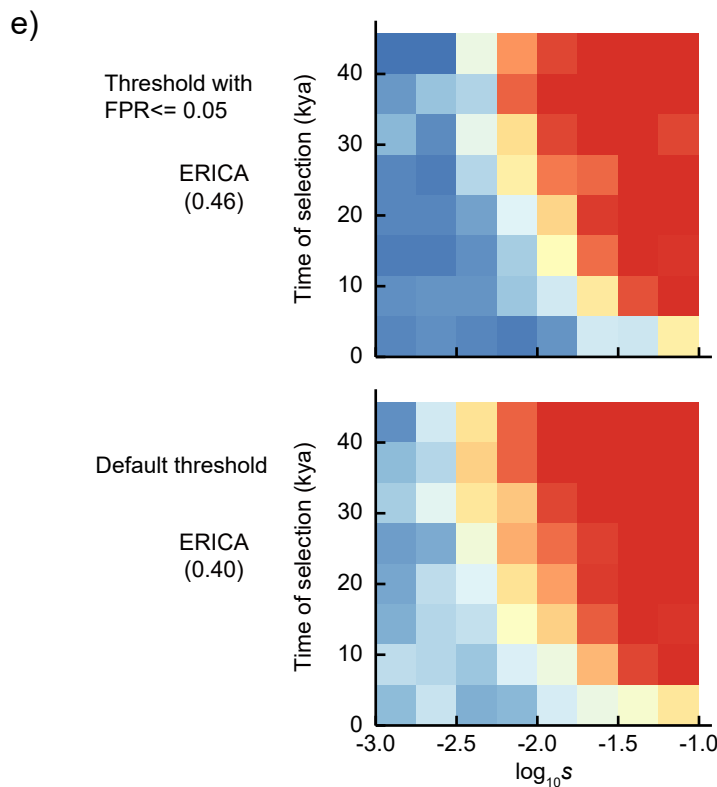 e)
Threshold with
FPR<= 0.05
ERICA
(0.46)
Time of selection (kya)
40
30
20
10
0
Default threshold
ERICA
(0.40)
Time of selection (kya)
40
30
20
10
0
-3.0 -2.5 -2.0 -1.5 -1.0
log₁₀s